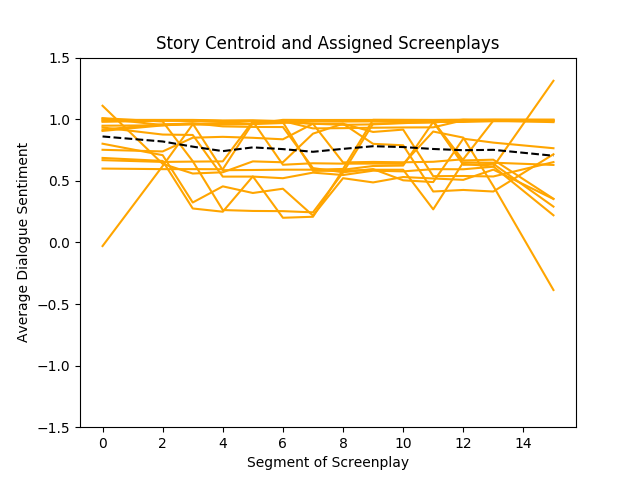 Story Centroid and Assigned Screenplays
1.5
1.0
0.5
0.0
−0.5
−1.0
−1.5
Average Dialogue Sentiment
0 2 4 6 8 10 12 14
Segment of Screenplay